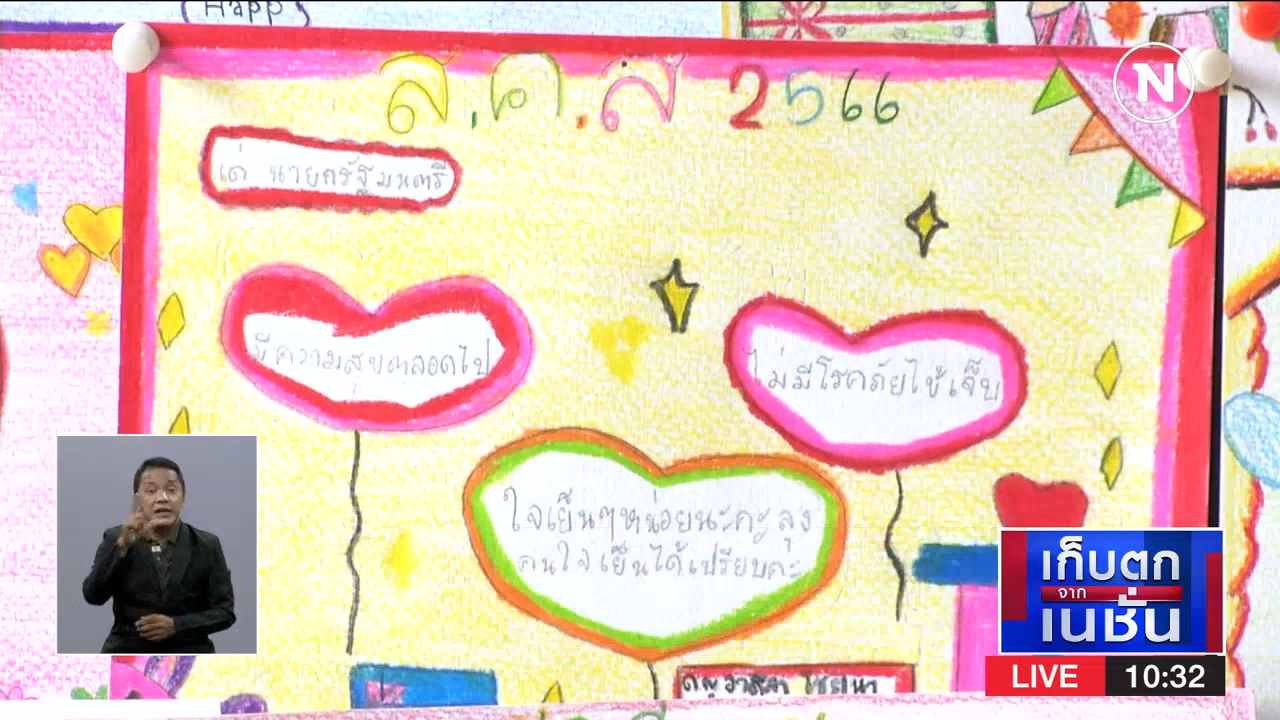 Happy
N
ส.ค.ส 2566
เด่ นายกรัฐมนตรี
มีความสุขตลอดไป
ไม่มีโรคภัยไข้เจ็บ
ใจเย็นๆหน่อยนะคะลุง
คนใจเย็นได้เปรียบคะ
เก็บตก
จาก
เนชั่น
LIVE 10:32